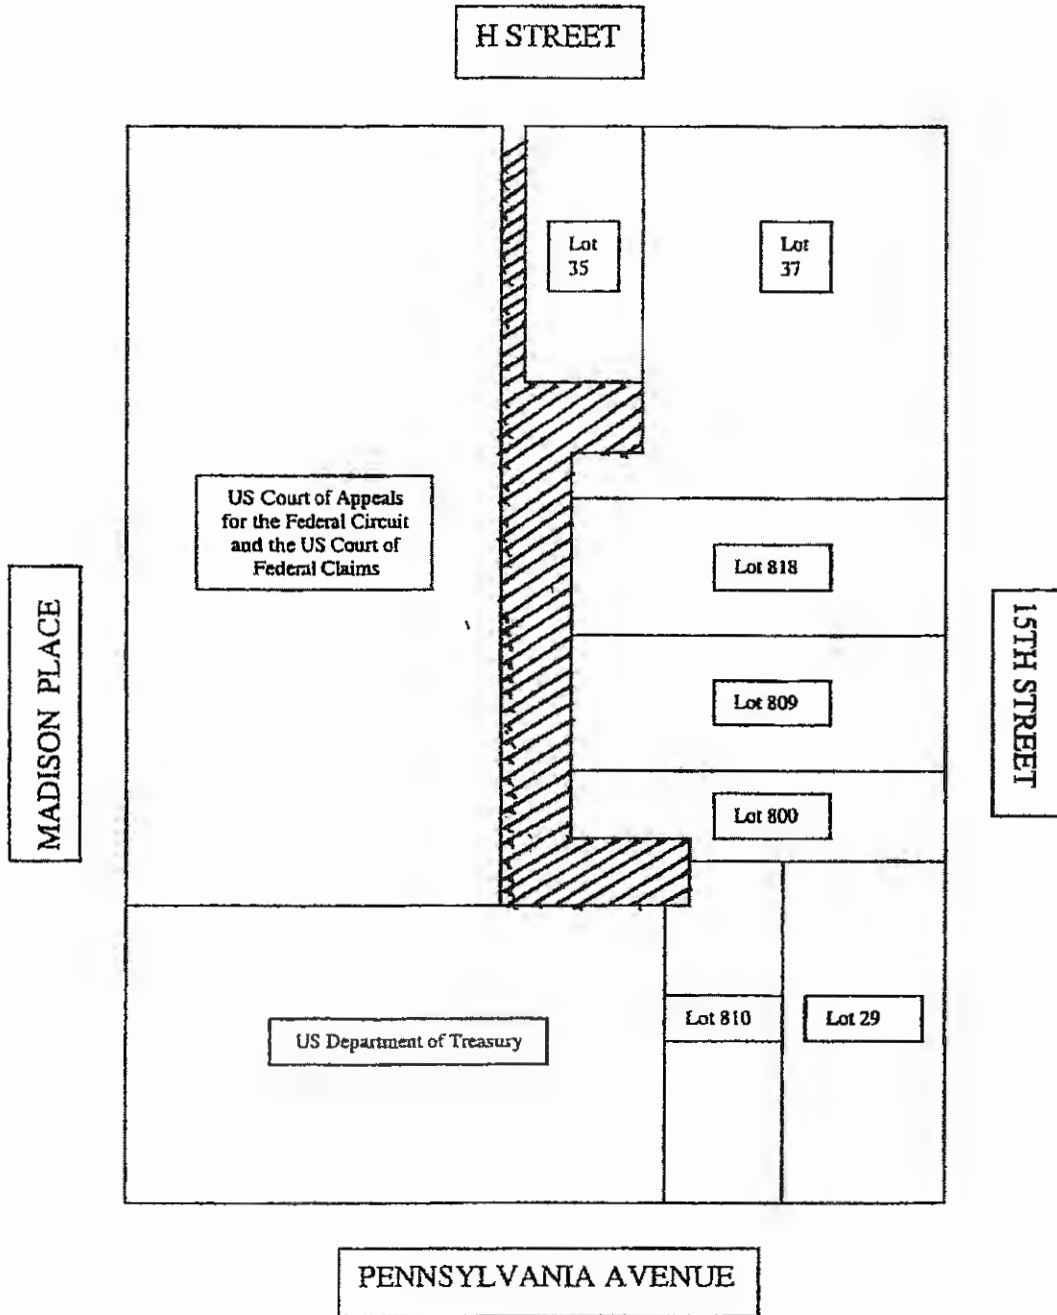 H STREET
Lot
35
Lot
37
US Court of Appeals
for the Federal Circuit
and the US Court of
Federal Claims
Lot 818
MADISON PLACE
15TH STREET
Lot 809
Lot 800
Lot 810
Lot 29
US Department of Treasury
PENNSYLVANIA AVENUE